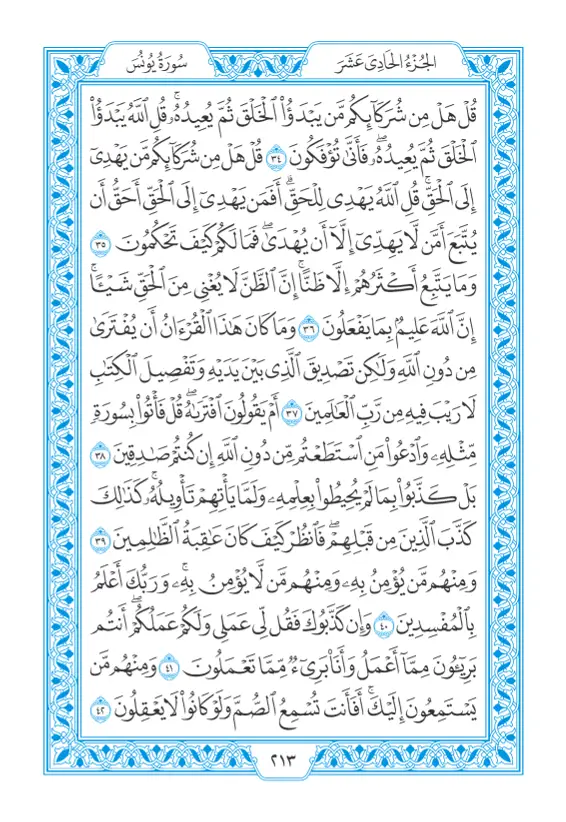 الجُزْءُ الحَادِي عَشَرَ
سُورَةُ يُونُس
قُلْ هَلْ مِن شُرَكَآئِكُم مَّن يَبْدَؤُا۟ ٱلْخَلْقَ ثُمَّ يُعِيدُهُۥ ۚ قُلِ ٱللَّهُ يَبْدَؤُا۟
ٱلْخَلْقَ ثُمَّ يُعِيدُهُۥ ۖ فَأَنَّىٰ تُؤْفَكُونَ ٣٤ قُلْ هَلْ مِن شُرَكَآئِكُم مَّن يَهْدِىٓ
إِلَى ٱلْحَقِّ ۚ قُلِ ٱللَّهُ يَهْدِى لِلْحَقِّ ۗ أَفَمَن يَهْدِىٓ إِلَى ٱلْحَقِّ أَحَقُّ أَن
يُتَّبَعَ أَمَّن لَّا يَهِدِّىٓ إِلَّآ أَن يُهْدَىٰ ۖ فَمَا لَكُمْ كَيْفَ تَحْكُمُونَ ٣٥
وَمَا يَتَّبِعُ أَكْثَرُهُمْ إِلَّا ظَنًّا ۚ إِنَّ ٱلظَّنَّ لَا يُغْنِى مِنَ ٱلْحَقِّ شَيْـًٔا ۚ
إِنَّ ٱللَّهَ عَلِيمٌۢ بِمَا يَفْعَلُونَ ٣٦ وَمَا كَانَ هَٰذَا ٱلْقُرْءَانُ أَن يُفْتَرَىٰ
مِن دُونِ ٱللَّهِ وَلَٰكِن تَصْدِيقَ ٱلَّذِى بَيْنَ يَدَيْهِ وَتَفْصِيلَ ٱلْكِتَٰبِ
لَا رَيْبَ فِيهِ مِن رَّبِّ ٱلْعَٰلَمِينَ ٣٧ أَمْ يَقُولُونَ ٱفْتَرَىٰهُ ۖ قُلْ فَأْتُوا۟ بِسُورَةٍ
مِّثْلِهِۦ وَٱدْعُوا۟ مَنِ ٱسْتَطَعْتُم مِّن دُونِ ٱللَّهِ إِن كُنتُمْ صَٰدِقِينَ ٣٨
بَلْ كَذَّبُوا۟ بِمَا لَمْ يُحِيطُوا۟ بِعِلْمِهِۦ وَلَمَّا يَأْتِهِمْ تَأْوِيلُهُۥ ۚ كَذَٰلِكَ
كَذَّبَ ٱلَّذِينَ مِن قَبْلِهِمْ ۖ فَٱنظُرْ كَيْفَ كَانَ عَٰقِبَةُ ٱلظَّٰلِمِينَ ٣٩
وَمِنْهُم مَّن يُؤْمِنُ بِهِۦ وَمِنْهُم مَّن لَّا يُؤْمِنُ بِهِۦ ۚ وَرَبُّكَ أَعْلَمُ
بِٱلْمُفْسِدِينَ ٤٠ وَإِن كَذَّبُوكَ فَقُل لِّى عَمَلِى وَلَكُمْ عَمَلُكُمْ ۖ أَنتُم
بَرِيٓـُٔونَ مِمَّآ أَعْمَلُ وَأَنَا۠ بَرِىٓءٌ مِّمَّا تَعْمَلُونَ ٤١ وَمِنْهُم مَّن
يَسْتَمِعُونَ إِلَيْكَ ۚ أَفَأَنتَ تُسْمِعُ ٱلصُّمَّ وَلَوْ كَانُوا۟ لَا يَعْقِلُونَ ٤٢
٢١٣